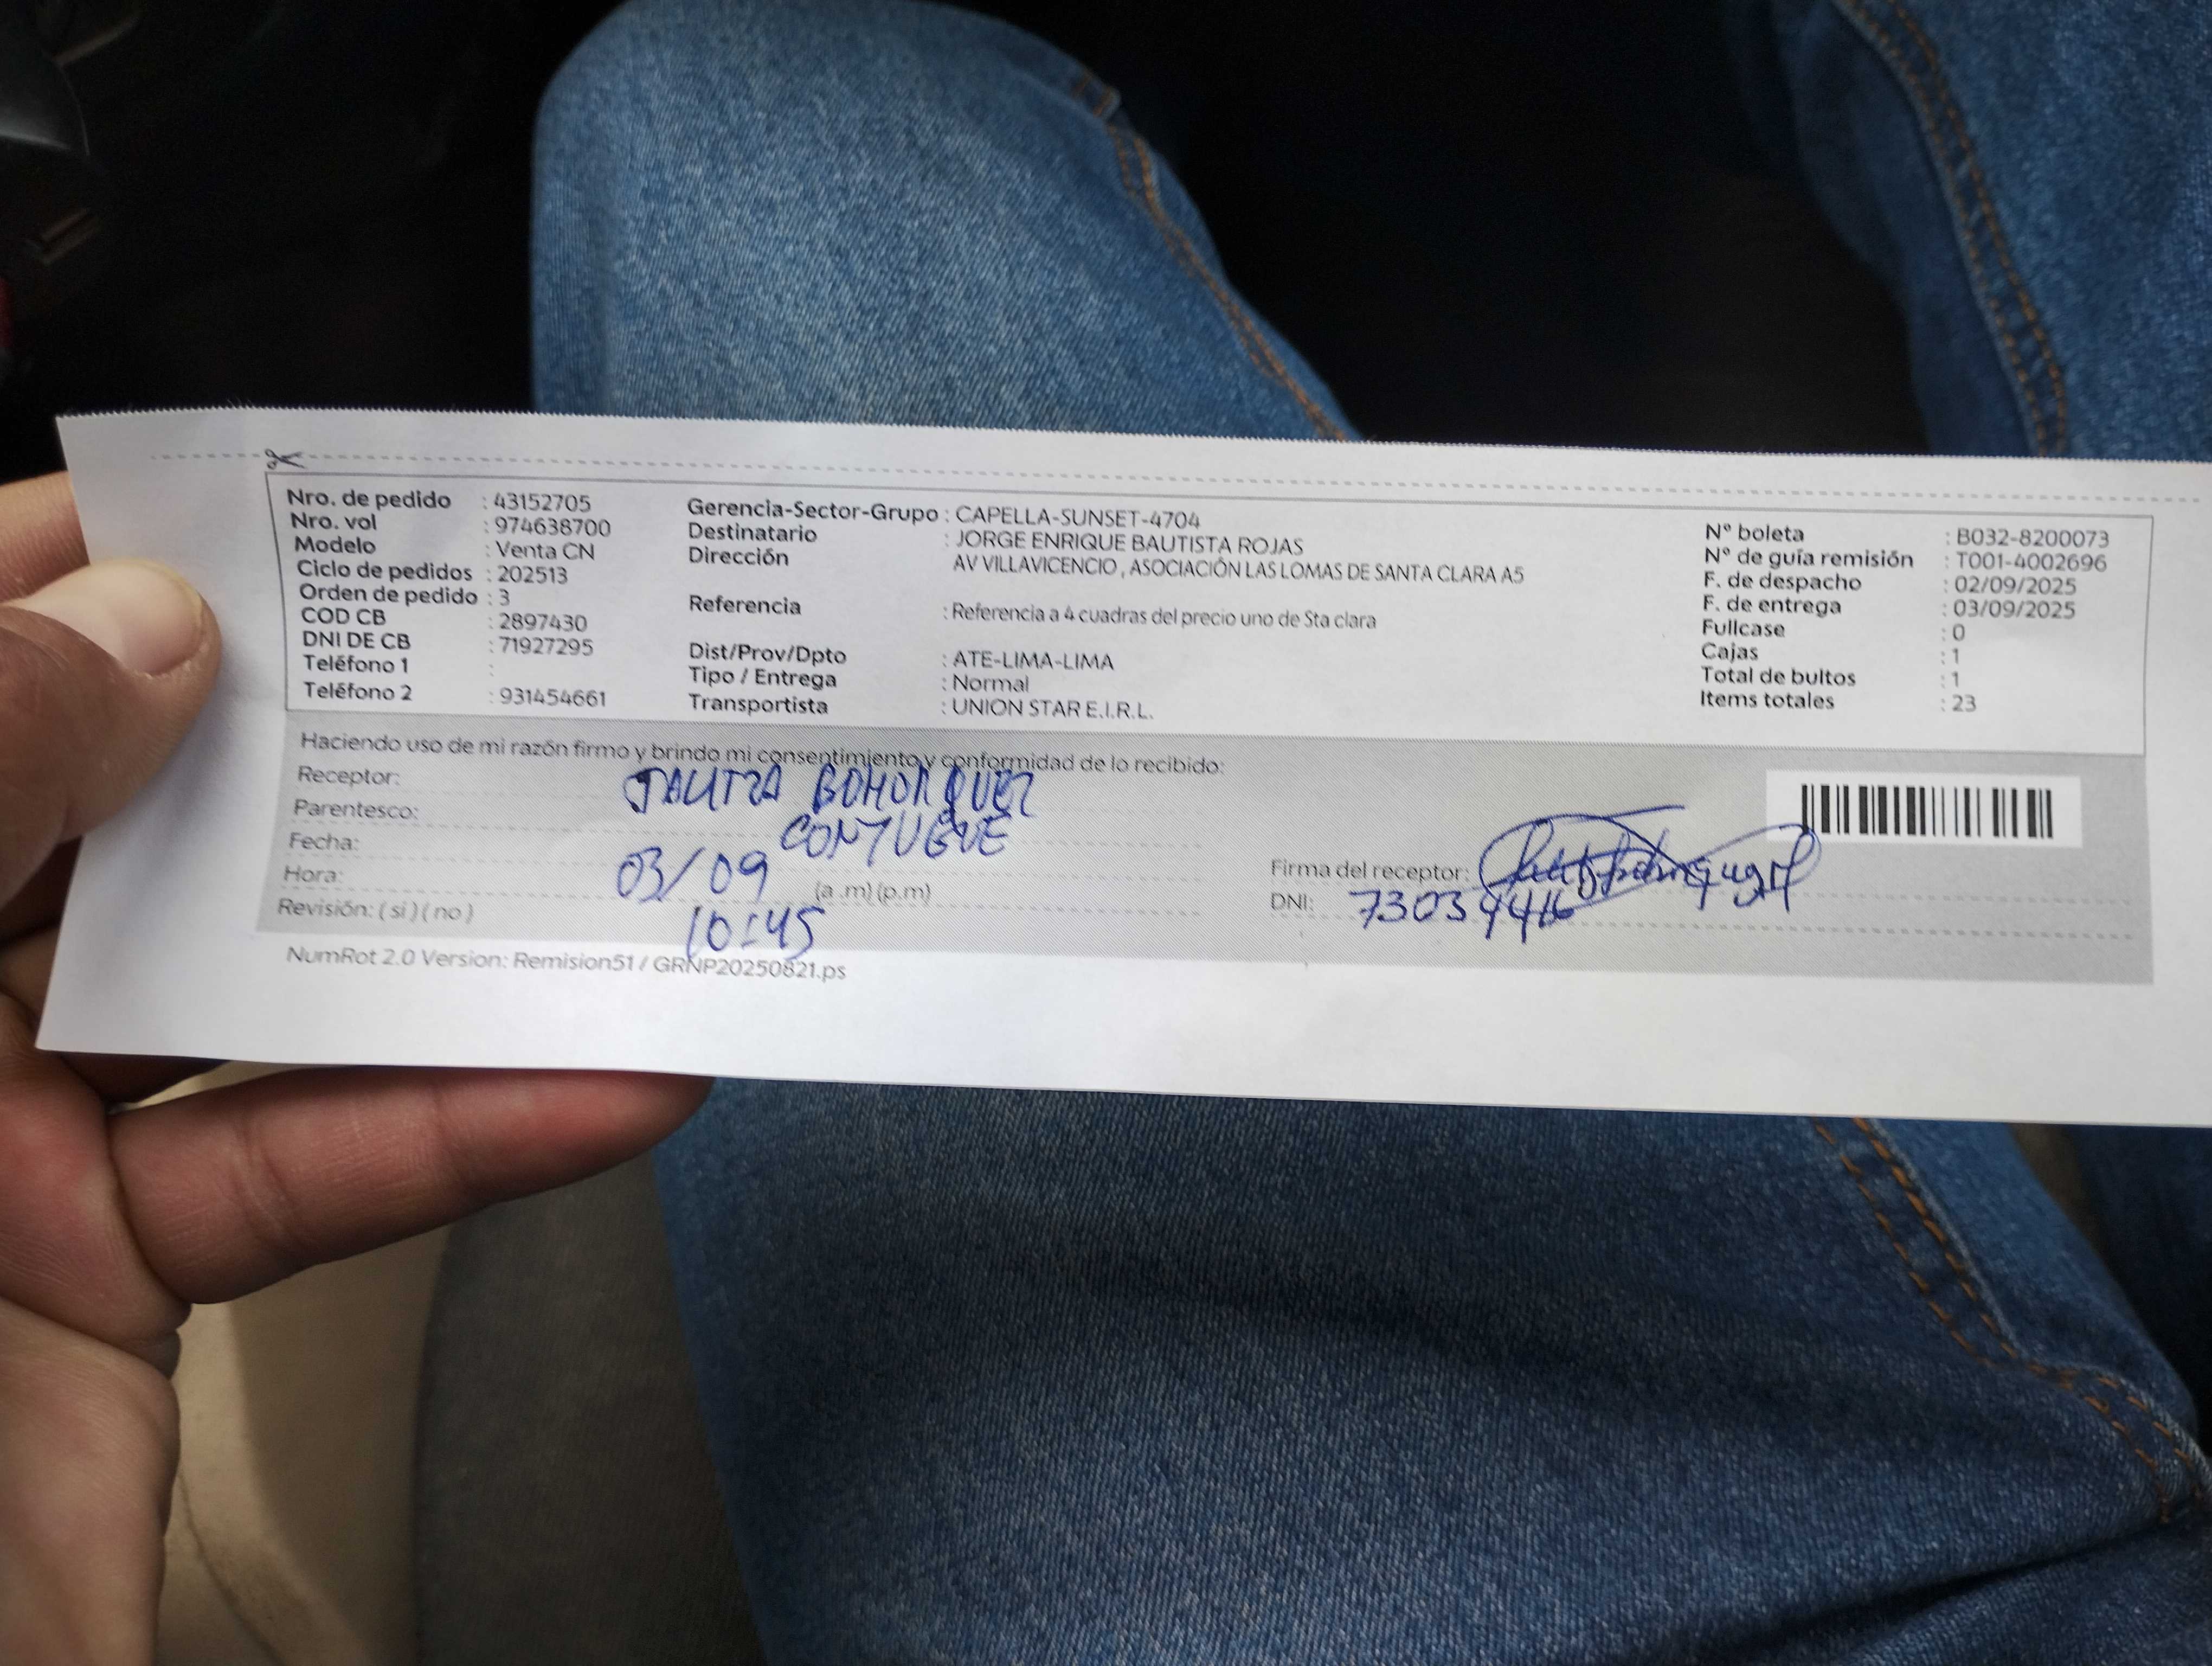 Nro. de pedido : 43152705
Nro. vol : 974638700
Modelo : Venta CN
Ciclo de pedidos : 202513
Orden de pedido : 3
COD CB : 2897430
DNI DE CB : 71927295
Teléfono 1 :
Teléfono 2 : 931454661
Gerencia-Sector-Grupo : CAPELLA-SUNSET-4704
Destinatario : JORGE ENRIQUE BAUTISTA ROJAS
Dirección AV VILLAVICENCIO , ASOCIACIÓN LAS LOMAS DE SANTA CLARA A5
Referencia : Referencia a 4 cuadras del precio uno de Sta clara
Dist/Prov/Dpto : ATE-LIMA-LIMA
Tipo / Entrega : Normal
Transportista : UNION STAR E.I.R.L.
Nº boleta : B032-8200073
Nº de guía remisión : T001-4002696
F. de despacho : 02/09/2025
F. de entrega : 03/09/2025
Fullcase : 0
Cajas : 1
Total de bultos : 1
Items totales : 23
Haciendo uso de mi razón firmo y brindo mi consentimiento y conformidad de lo recibido:
Receptor: BOHORQUEZ
Parentesco: CONYUGUE
Fecha: 03/09
Hora: (a .m) (p.m) 10:45
Revisión: ( si ) ( no )
Firma del receptor:
DNI:
NumRot 2.0 Version: Remision51 / GRNP20250821.ps